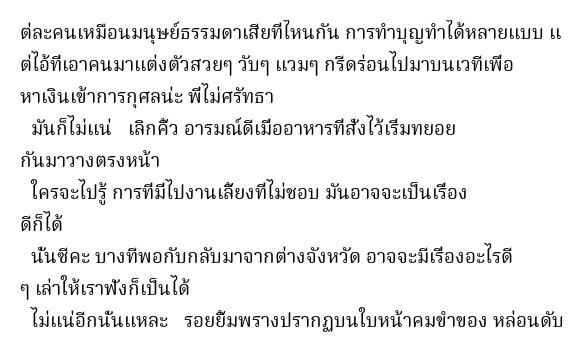 ต่ละคนเหมือนมนุษย์ธรรมดาเสียที่ไหนกัน การทำบุญทำได้หลายแบบ แ
ต่ไอ้ที่เอาคนมาแต่งตัวสวยๆ วับๆ แวมๆ กรีดร่อนไปมาบนเวทีเพื่อ
หาเงินเข้าการกุศลน่ะ พี่ไม่ศรัทธา
มันก็ไม่แน่ เลิกคิ้ว อารมณ์ดีเมื่ออาหารที่สั่งไว้เริ่มทยอย
กันมาวางตรงหน้า
ใครจะไปรู้ การที่มี่ไปงานเลี้ยงที่ไม่ชอบ มันอาจจะเป็นเรื่อง
ดีก็ได้
นั่นซีคะ บางทีพอกับกลับมาจากต่างจังหวัด อาจจะมีเรื่องอะไรดี
ๆ เล่าให้เราฟังก็เป็นได้
ไม่แน่อีกนั่นแหละ รอยยิ้มพรางปรากฏบนใบหน้าคมขำของ หล่อนดับ